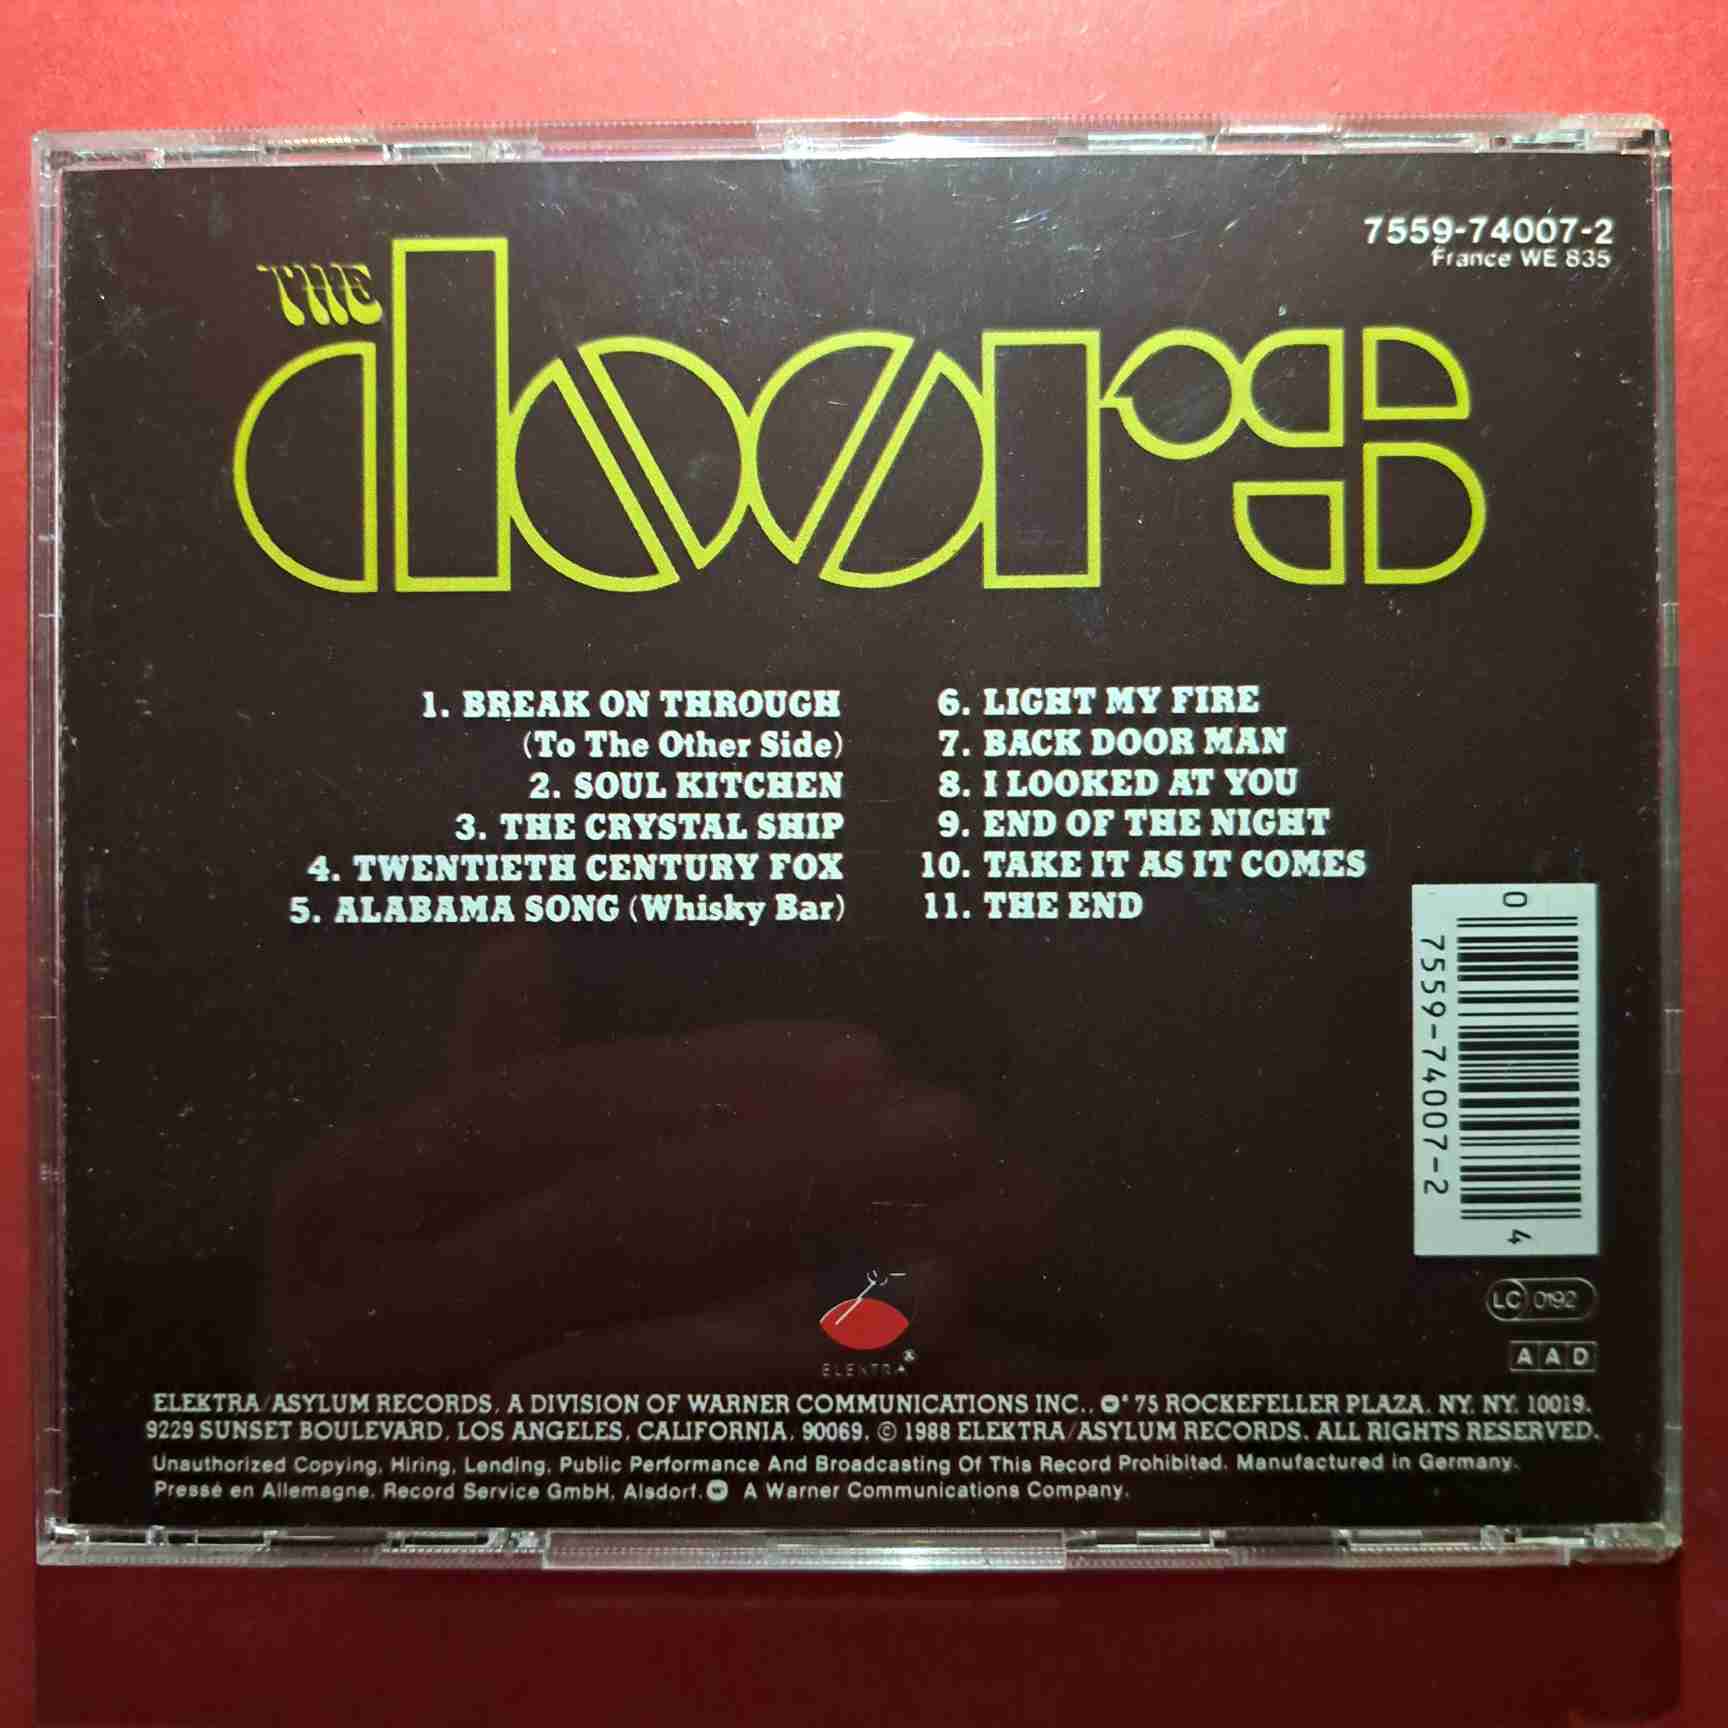 THE
doors
7559-74007-2
France WE 835
1. BREAK ON THROUGH
(To The Other Side)
2. SOUL KITCHEN
3. THE CRYSTAL SHIP
4. TWENTIETH CENTURY FOX
5. ALABAMA SONG (Whisky Bar)
6. LIGHT MY FIRE
7. BACK DOOR MAN
8. I LOOKED AT YOU
9. END OF THE NIGHT
10. TAKE IT AS IT COMES
11. THE END
0
7559-74007-2
4
LC 0192
AAD
ELEKTRA®
ELEKTRA/ASYLUM RECORDS, A DIVISION OF WARNER COMMUNICATIONS INC., 75 ROCKEFELLER PLAZA, NY, NY, 10019.
9229 SUNSET BOULEVARD, LOS ANGELES, CALIFORNIA, 90069. © 1988 ELEKTRA/ASYLUM RECORDS. ALL RIGHTS RESERVED.
Unauthorized Copying, Hiring, Lending, Public Performance And Broadcasting Of This Record Prohibited. Manufactured in Germany.
Pressé en Allemagne. Record Service GmbH, Alsdorf. A Warner Communications Company.